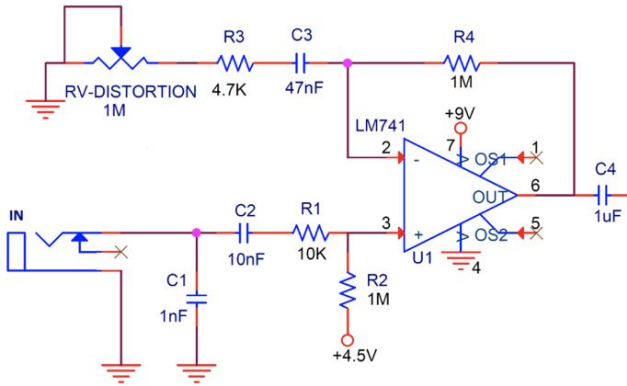 R3
C3
R4
RV-DISTORTION
1M
4.7K
47nF
1M
+9V
LM741
2
-
7
OS1
1
OUT
6
C4
1uF
IN
C2
10nF
R1
10K
3
+
U1
OS2
5
4
C1
1nF
R2
1M
+4.5V